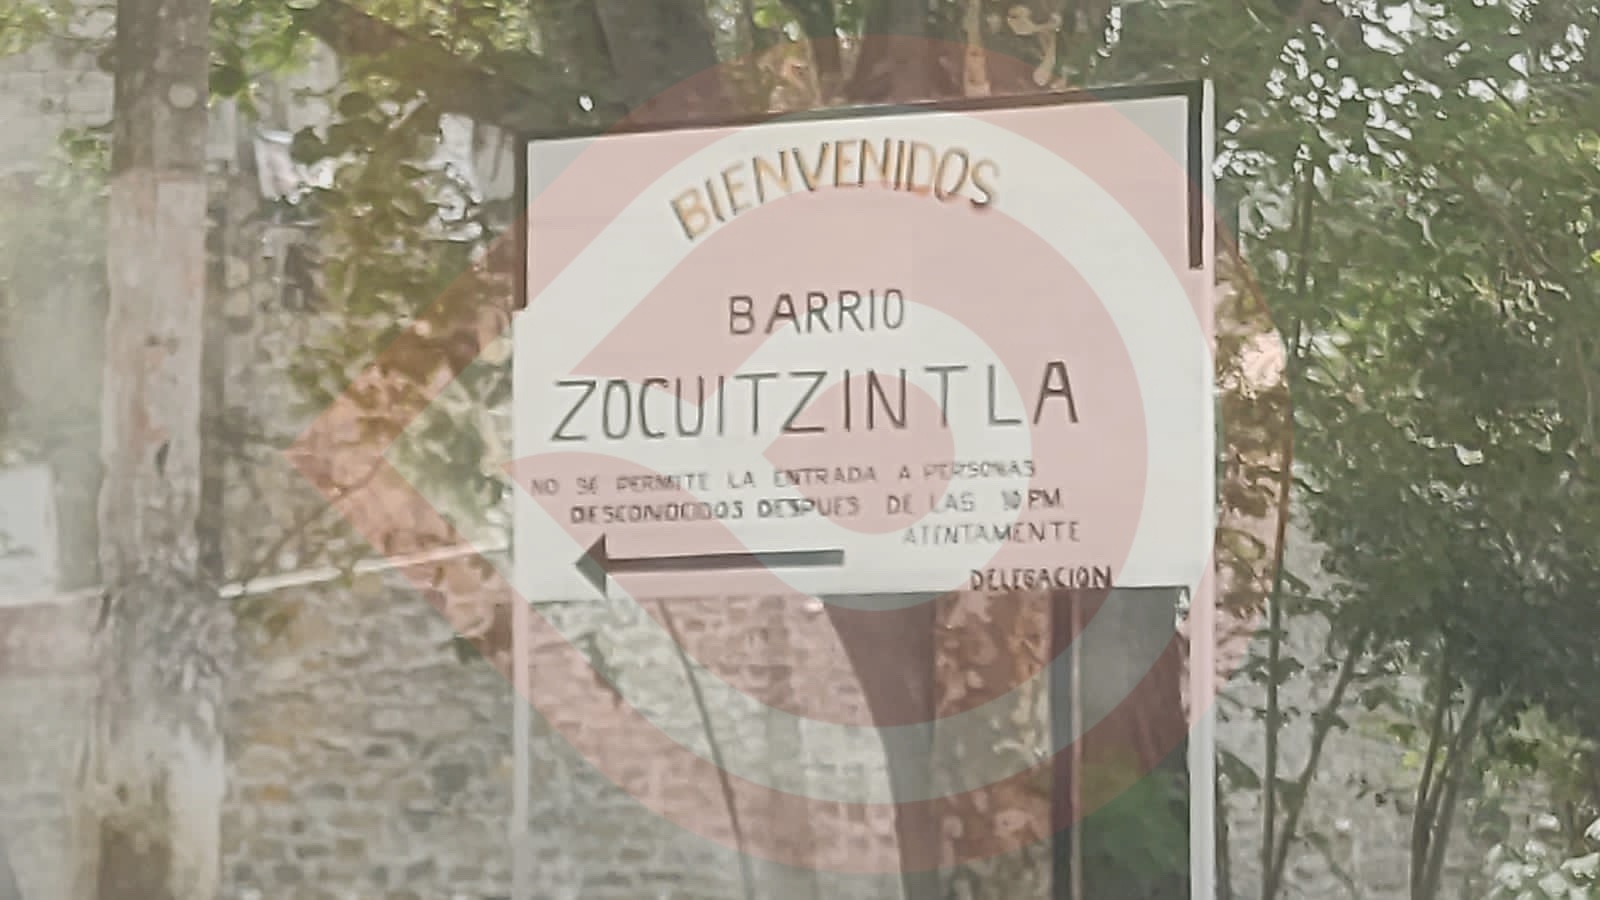 BIENVENIDOS
BARRIO
ZOCUITZINTLA
NO SE PERMITE LA ENTRADA A PERSONAS
DESCONOCIDOS DESPUES DE LAS 10 PM
ATENTAMENTE
DELEGACION